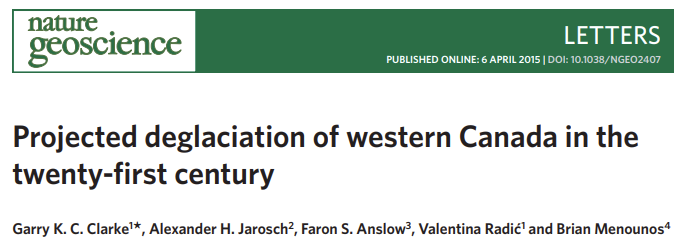 nature
geoscience
LETTERS
PUBLISHED ONLINE: 6 APRIL 2015 | DOI: 10.1038/NGEO2407
Projected deglaciation of western Canada in the
twenty-first century
Garry K. C. Clarke1*, Alexander H. Jarosch2, Faron S. Anslow3, Valentina Radić1 and Brian Menounos4